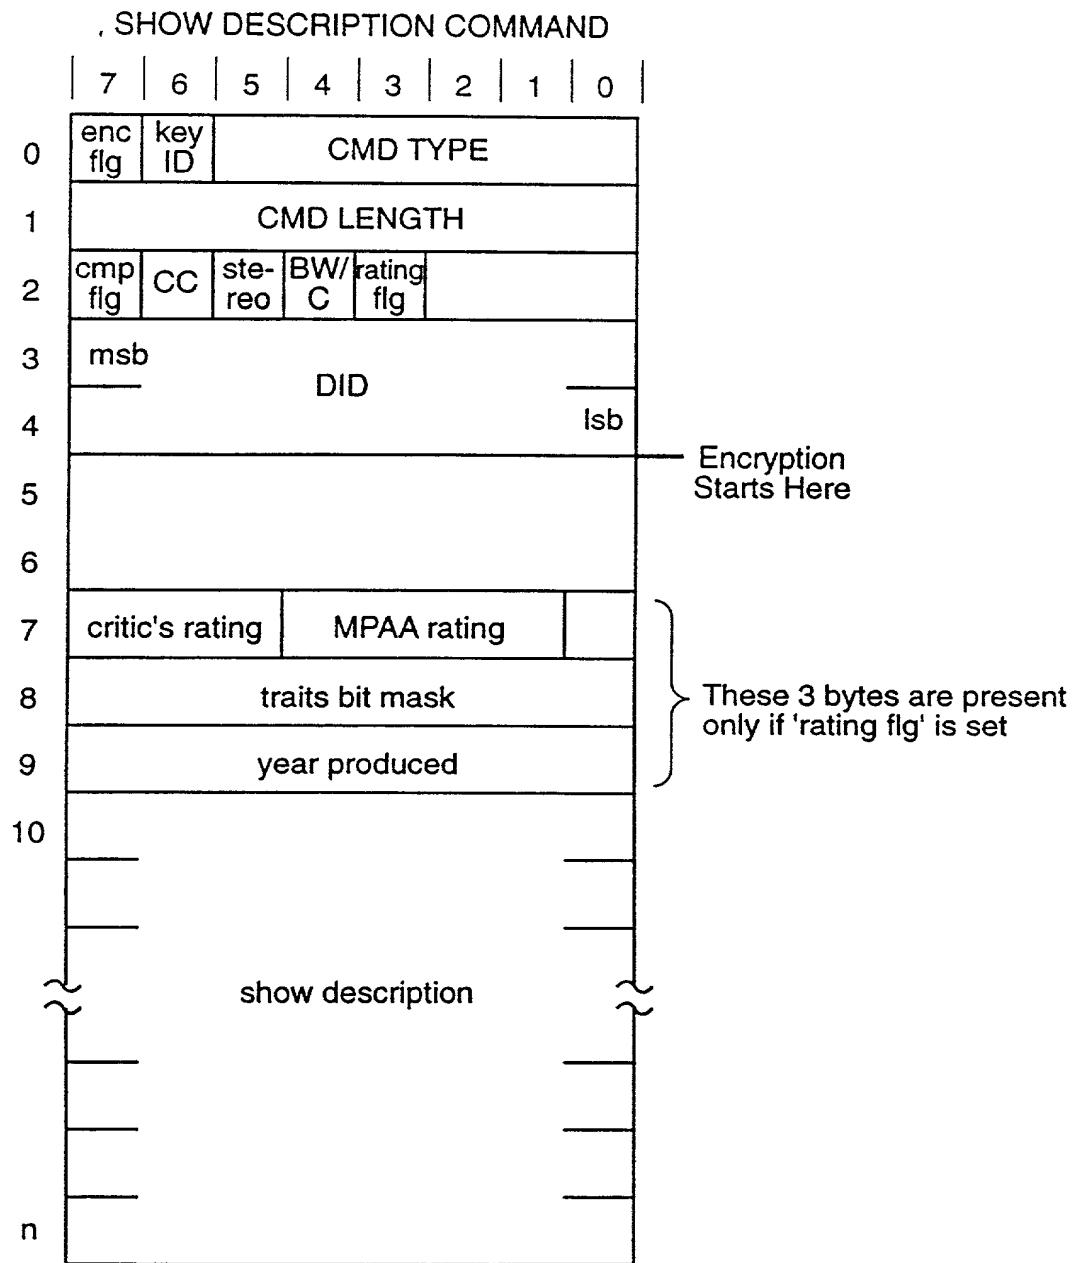 , SHOW DESCRIPTION COMMAND
7 6 5 4 3 2 1 0
0
enc
flg
key
ID
CMD TYPE
1
CMD LENGTH
2
cmp
flg
CC
ste-
reo
BW/
C
rating
flg
3
msb
DID
4
lsb
Encryption
Starts Here
5
6
7
critic's rating
MPAA rating
8
traits bit mask
These 3 bytes are present
only if 'rating flg' is set
9
year produced
10
show description
n